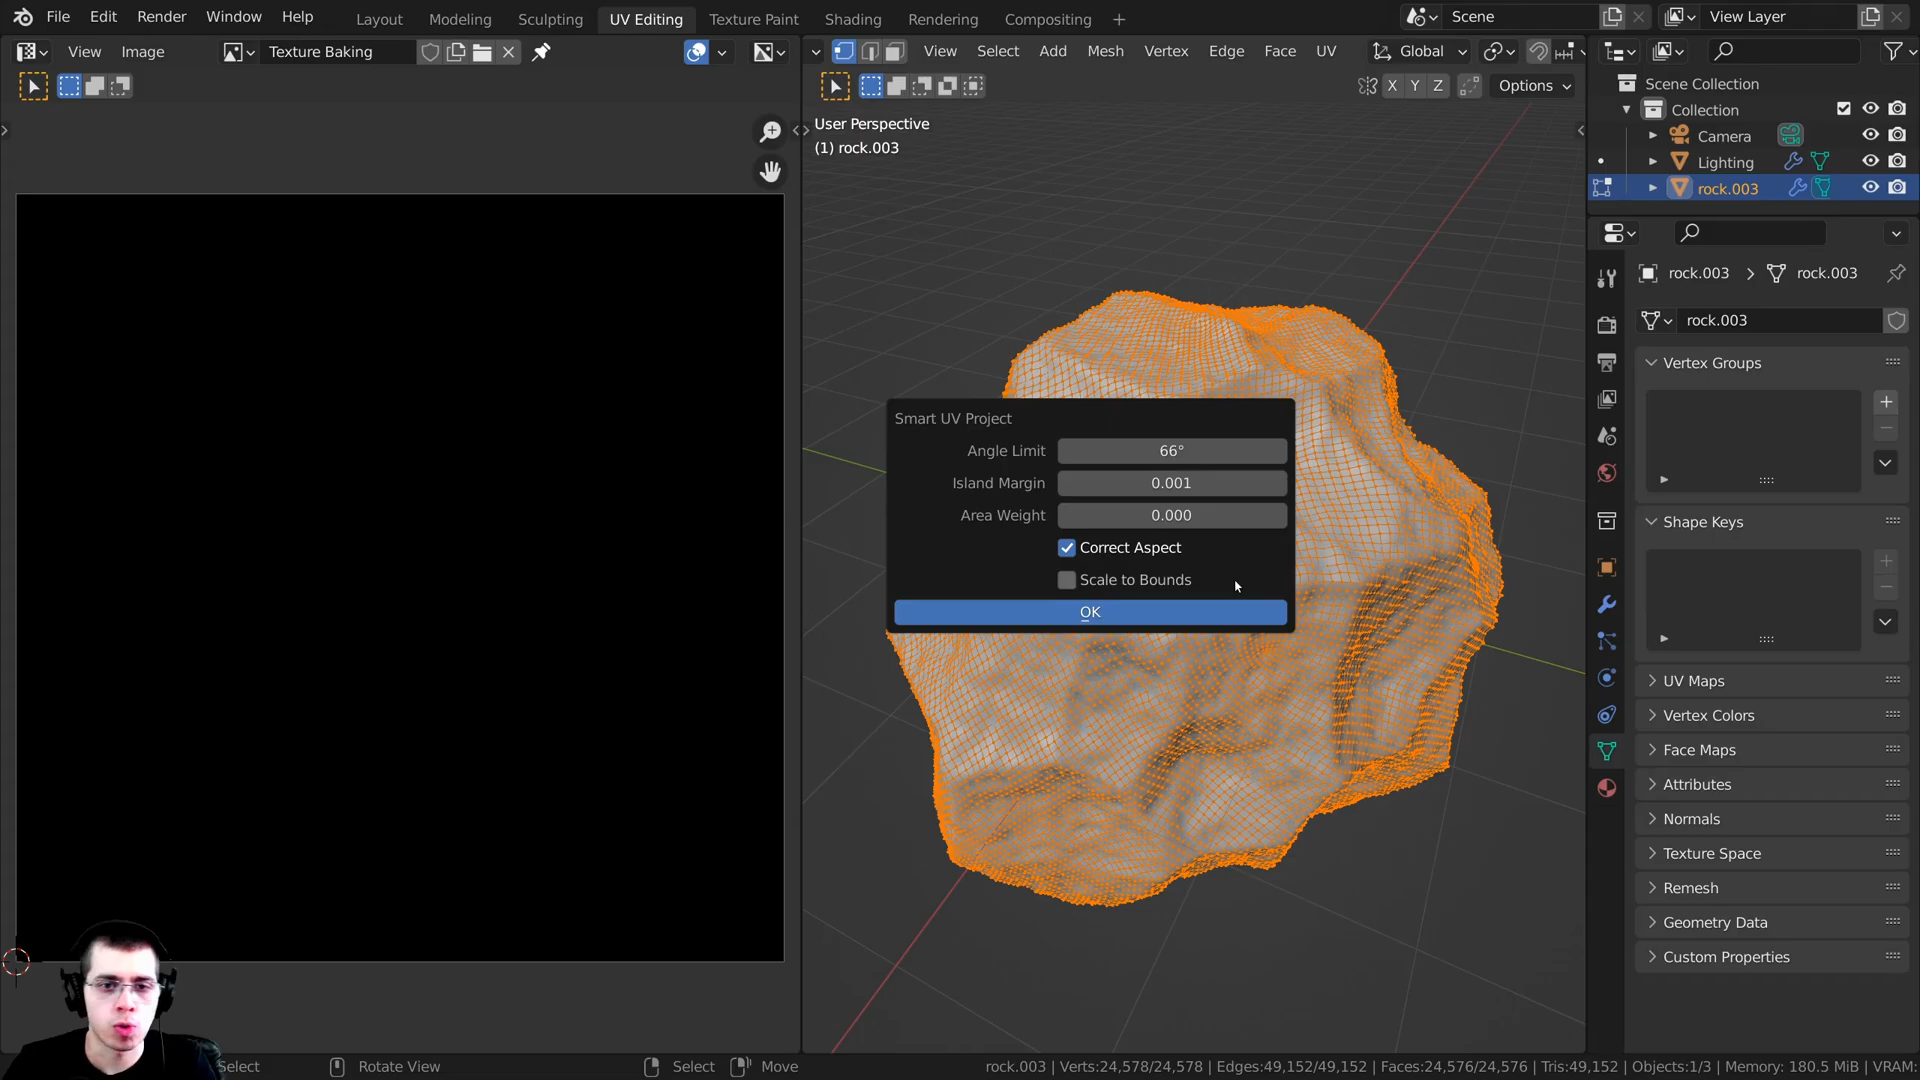 File Edit Render Window Help
Layout Modeling Sculpting UV Editing Texture Paint Shading Rendering Compositing +
Scene
View Layer
View Image
Texture Baking
View Select Add Mesh Vertex Edge Face UV
Global
X Y Z
Options
User Perspective
(1) rock.003
Scene Collection
Collection
Camera
Lighting
rock.003
rock.003 rock.003
rock.003
Vertex Groups
Shape Keys
UV Maps
Vertex Colors
Face Maps
Attributes
Normals
Texture Space
Remesh
Geometry Data
Custom Properties
Smart UV Project
Angle Limit 66°
Island Margin 0.001
Area Weight 0.000
Correct Aspect
Scale to Bounds
OK
Select Rotate View Select Move
rock.003 | Verts:24,578/24,578 | Edges:49,152/49,152 | Faces:24,576/24,576 | Tris:49,152 | Objects:1/3 | Memory: 180.5 MiB | VRAM: